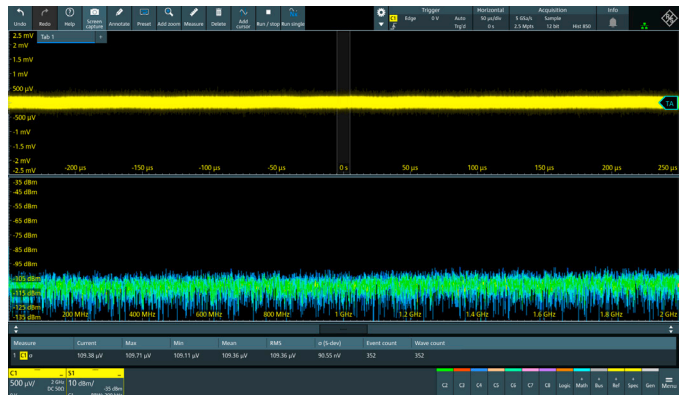 Trigger Horizontal Acquisition Info
C1 Edge 0 V Auto 50 µs/div 5 GSa/s Sample
Trig'd 0 s 2.5 Mpts 12 bit Hist 850
Undo Redo Help Screen capture Annotate Preset Add zoom Measure Delete Add cursor Run / stop Run single
2.5 mV Tab 1
2 mV
1.5 mV
1 mV
500 µV
TA
-500 µV
-1 mV
-1.5 mV
-2 mV
-2.5 mV -200 µs -150 µs -100 µs -50 µs 0 s 50 µs 100 µs 150 µs 200 µs 250 µs
-35 dBm
-45 dBm
-55 dBm
-65 dBm
-75 dBm
-85 dBm
-95 dBm
-105 dBm
-115 dBm
-125 dBm
-135 dBm 200 MHz 400 MHz 600 MHz 800 MHz 1 GHz 1.2 GHz 1.4 GHz 1.6 GHz 1.8 GHz 2 GHz
Measure Current Max Min Mean RMS σ (S-dev) Event count Wave count
1 C1 σ 109.38 µV 109.71 µV 109.11 µV 109.36 µV 109.36 µV 90.55 nV 352 352
C1 S1
500 µV/ 2 GHz 10 dBm/
DC 50Ω -35 dBm
C2 C3 C4 C5 C6 C7 C8 Logic Math Bus Ref Spec Gen Menu